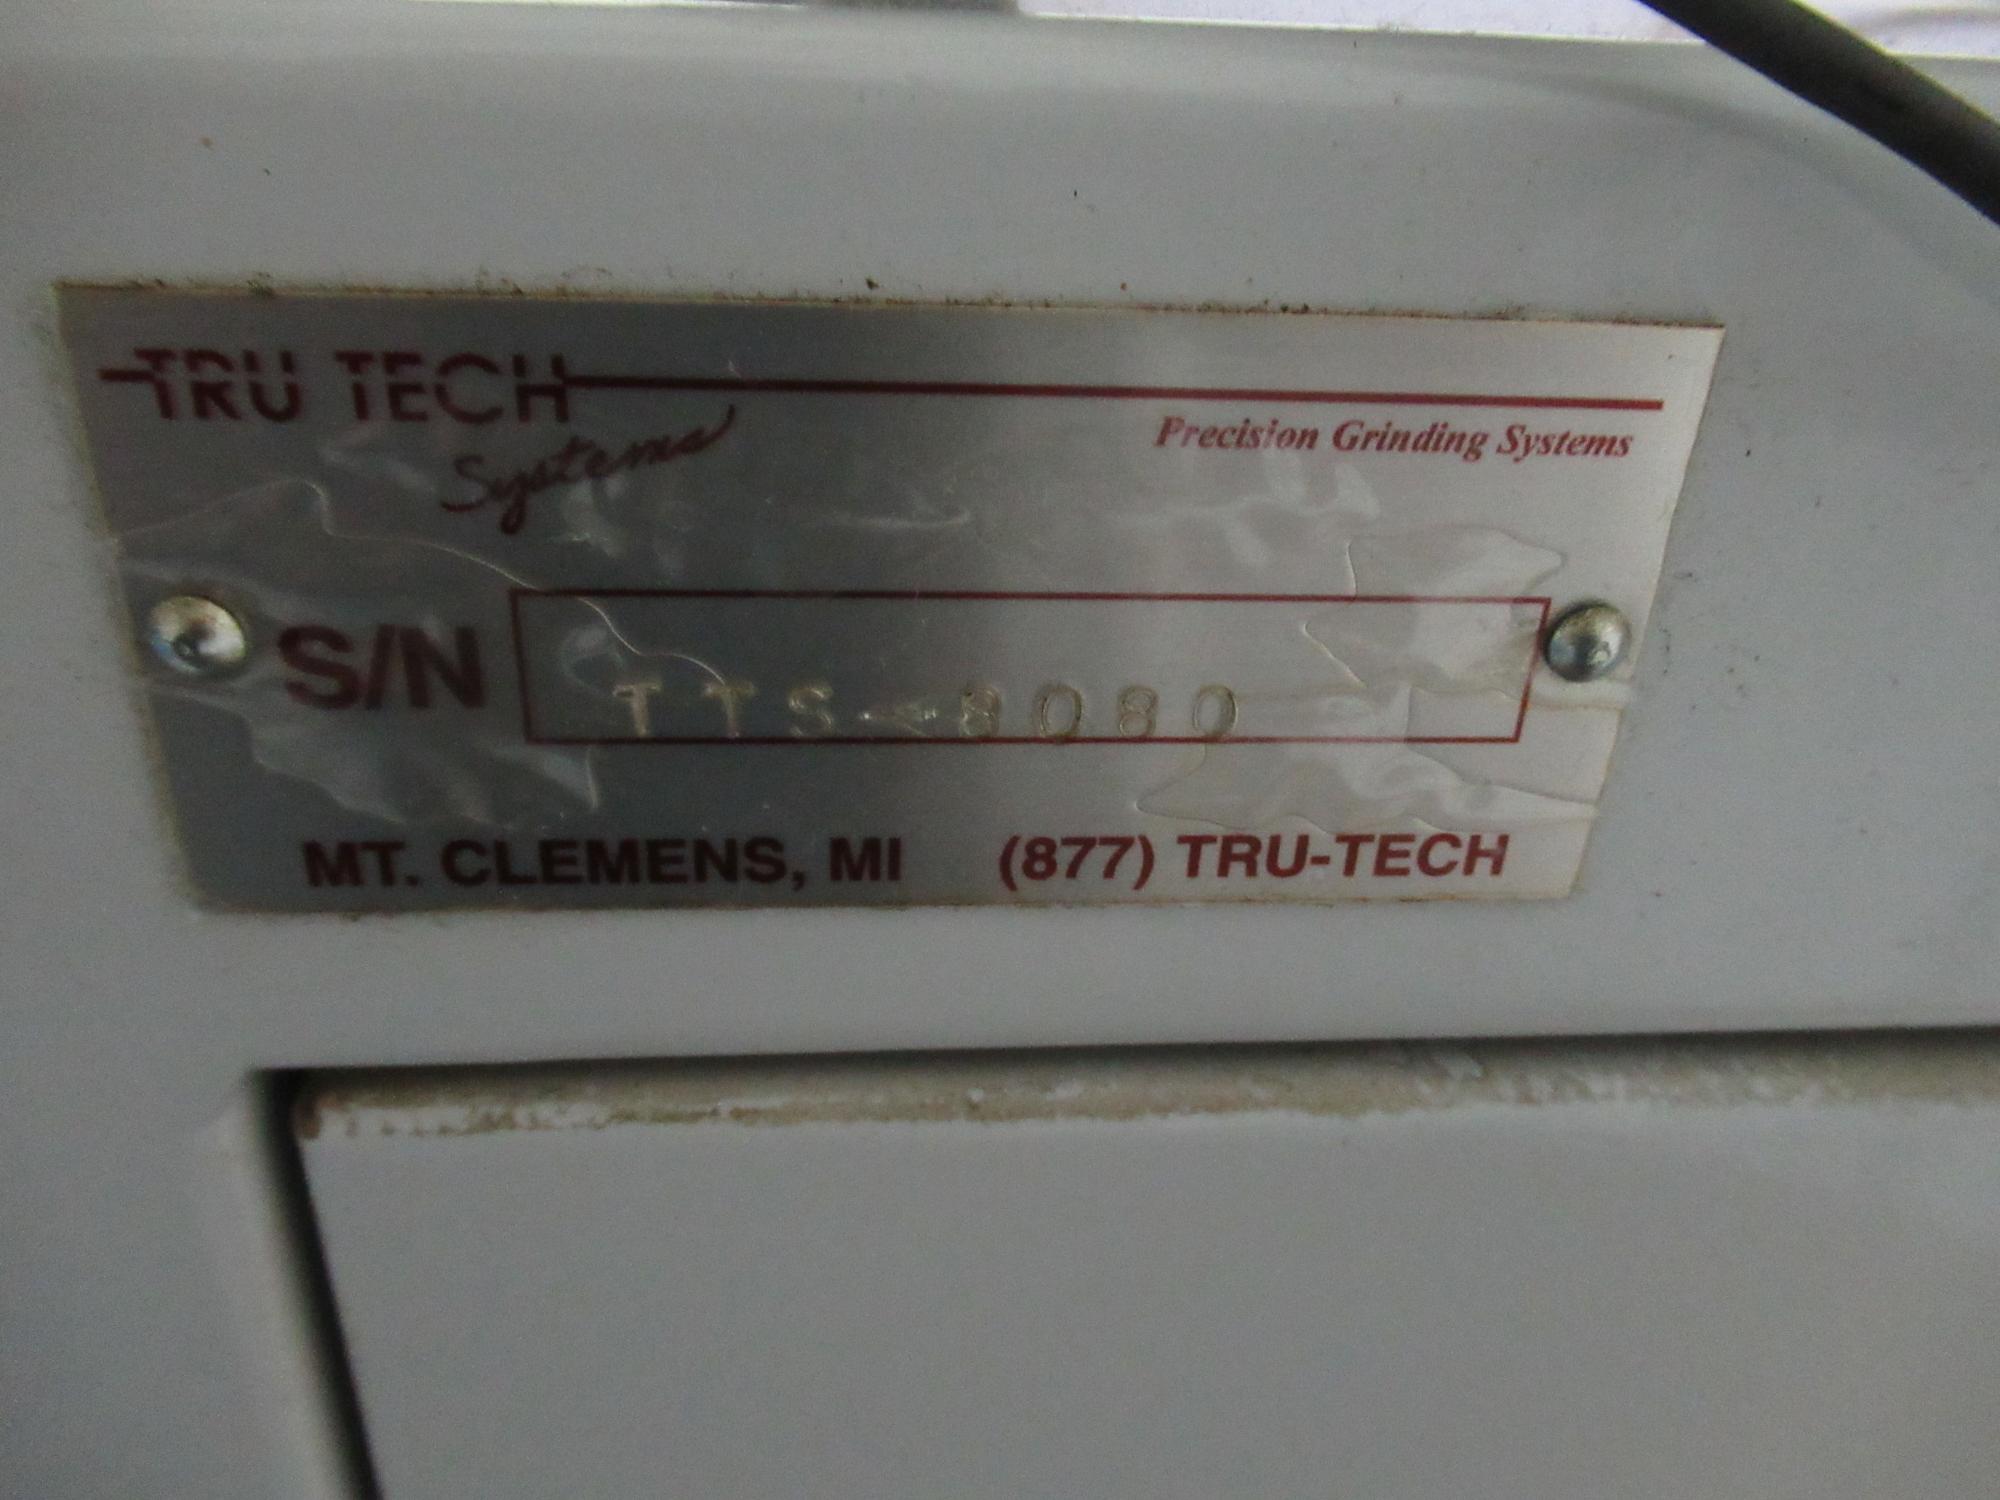 TRU TECH
Systems
Precision Grinding Systems
S/N TTS-8080
MT. CLEMENS, MI (877) TRU-TECH